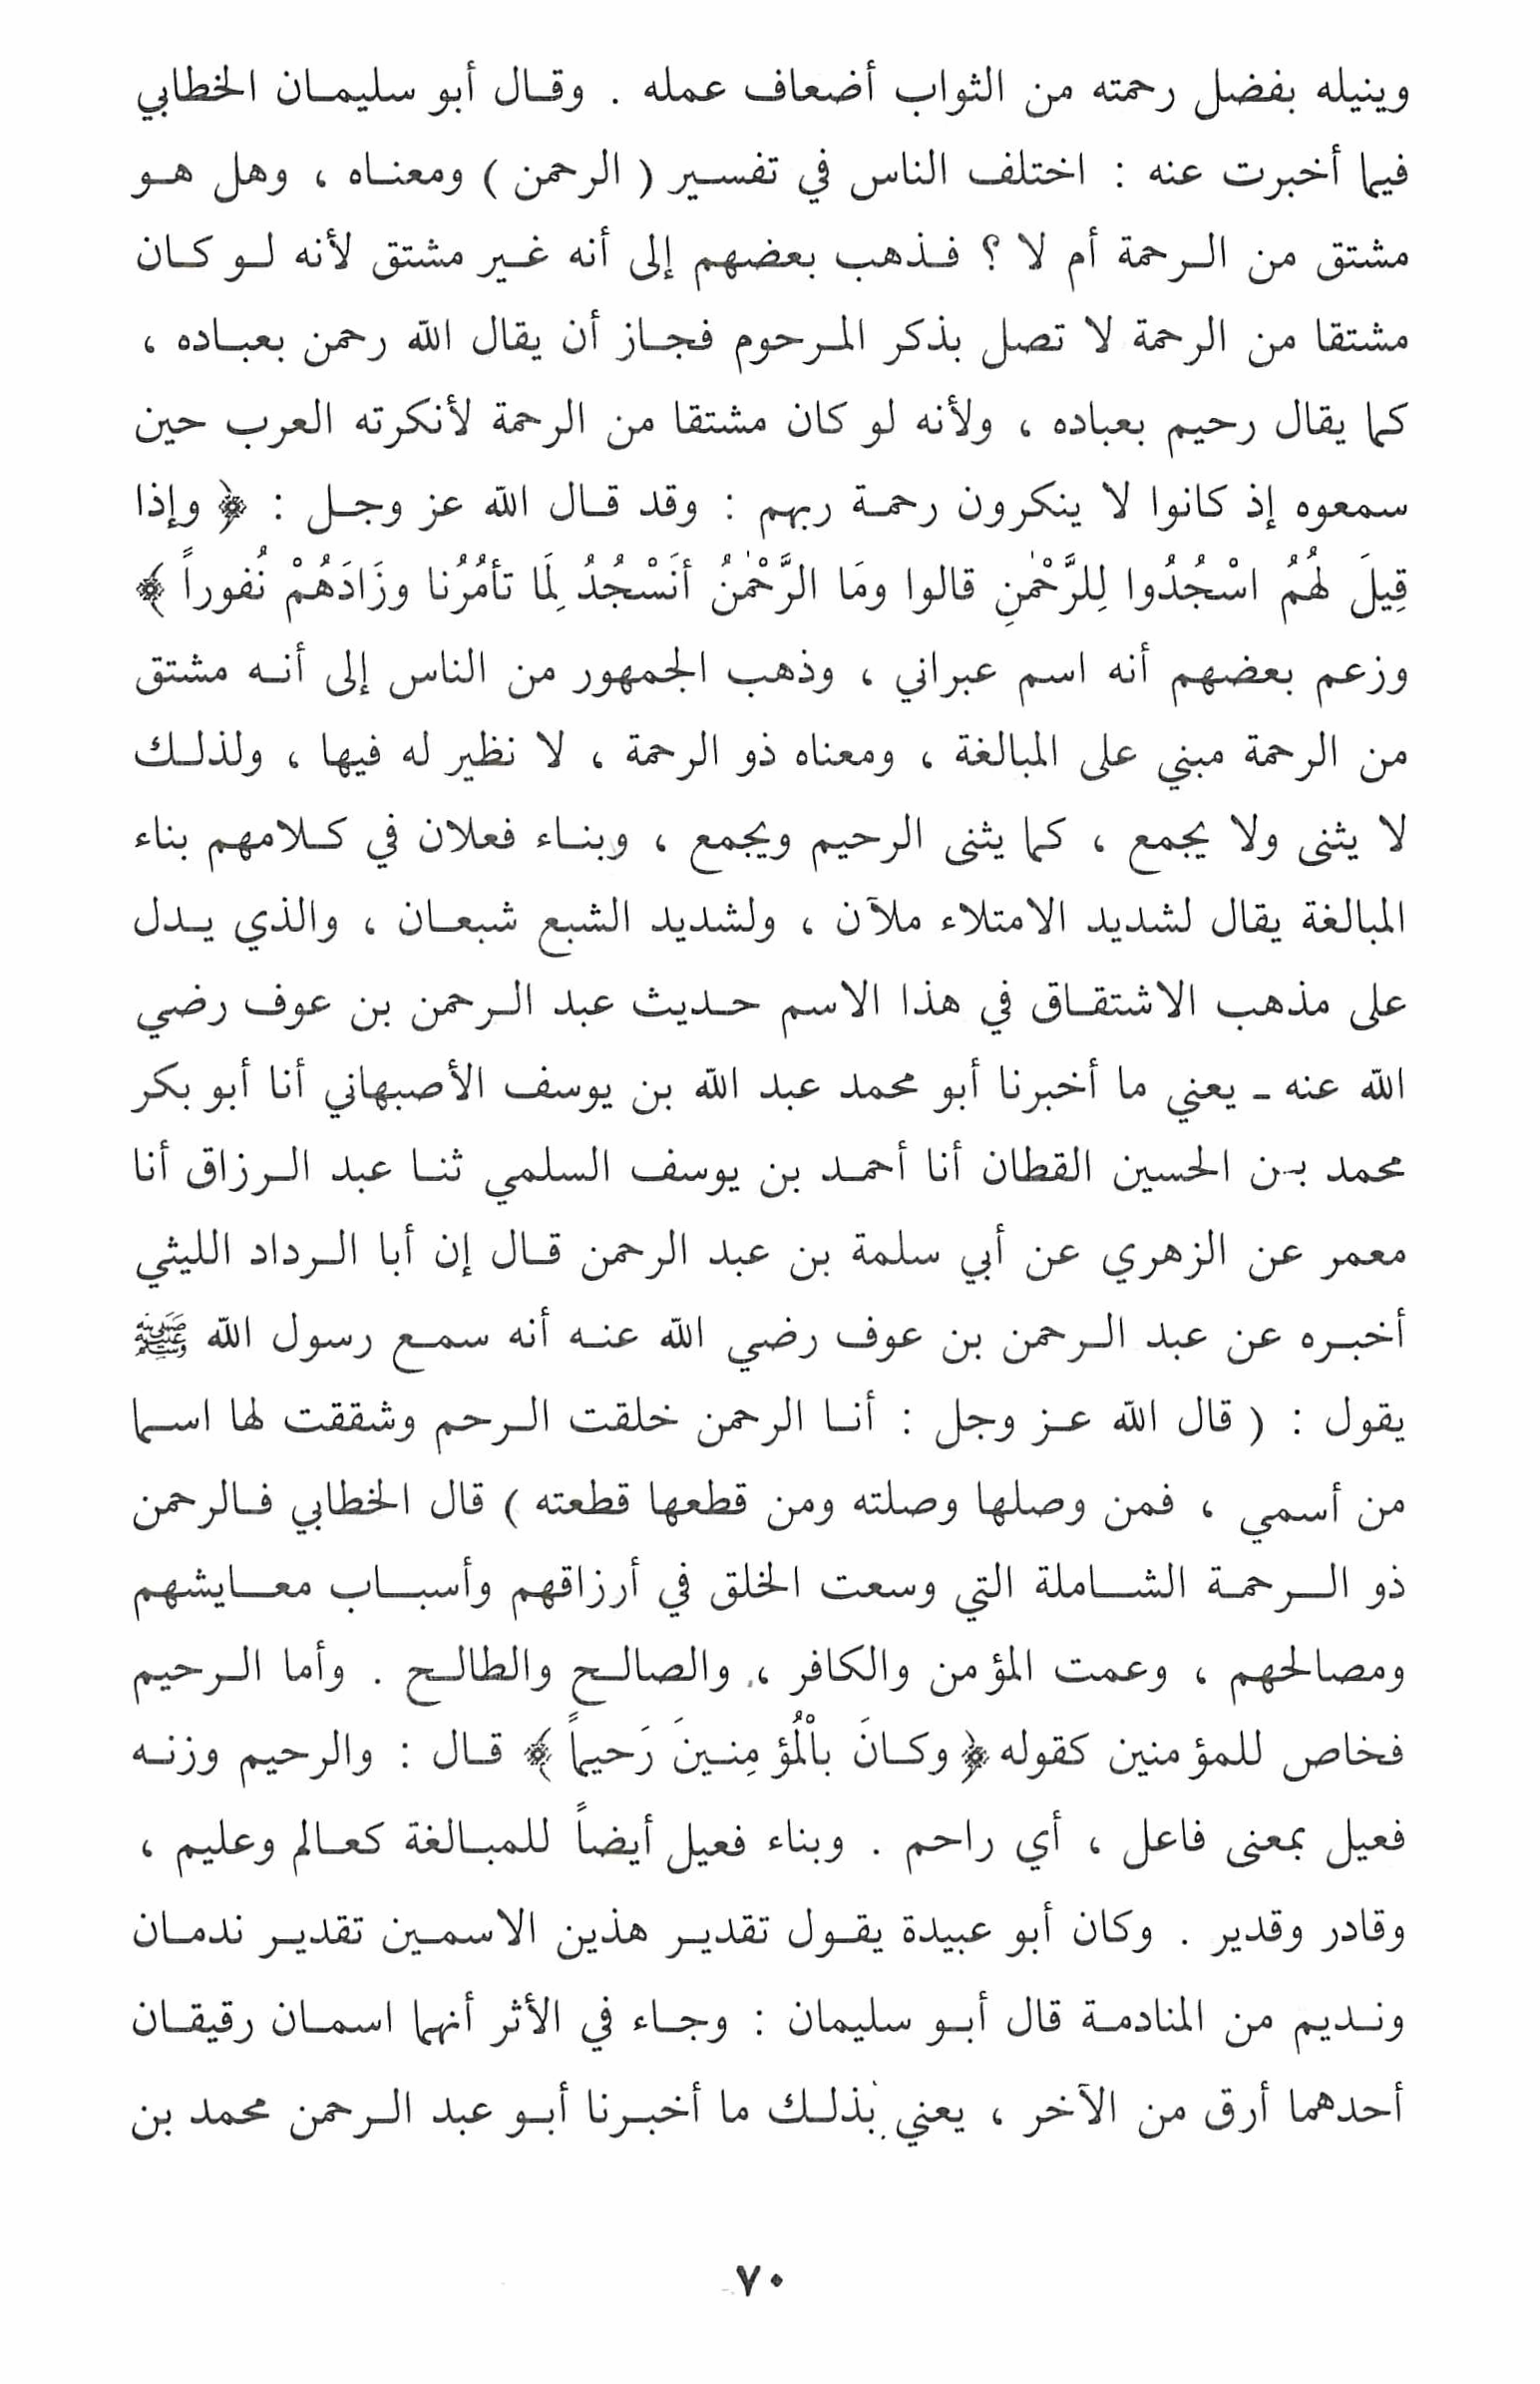 وينيله بفضل رحمته من الثواب أضعاف عمله . وقال أبو سليمان الخطابي
فيما أخبرت عنه : اختلف الناس في تفسير ( الرحمن ) ومعناه ، وهل هو
مشتق من الرحمة أم لا ؟ فذهب بعضهم إلى أنه غير مشتق لأنه لو كان
مشتقا من الرحمة لا تصل بذكر المرحوم فجاز أن يقال الله رحمن بعباده ،
كما يقال رحيم بعباده ، ولأنه لو كان مشتقا من الرحمة لأنكرته العرب حين
سمعوه إذ كانوا لا ينكرون رحمة ربهم : وقد قال الله عز وجل : ﴿ وإذا
قِيلَ لهُمُ اسْجُدُوا لِلرَّحْمٰنِ قالوا ومَا الرَّحْمٰنُ أنَسْجُدُ لِمَا تأمُرُنا وزَادَهُمْ نُفوراً ﴾
وزعم بعضهم أنه اسم عبراني ، وذهب الجمهور من الناس إلى أنه مشتق
من الرحمة مبني على المبالغة ، ومعناه ذو الرحمة ، لا نظير له فيها ، ولذلك
لا يثنى ولا يجمع ، كما يثنى الرحيم ويجمع ، وبناء فعلان في كلامهم بناء
المبالغة يقال لشديد الامتلاء ملآن ، ولشديد الشبع شبعان ، والذي يدل
على مذهب الاشتقاق في هذا الاسم حديث عبد الرحمن بن عوف رضي
الله عنه ـ يعني ما أخبرنا أبو محمد عبد الله بن يوسف الأصبهاني أنا أبو بكر
محمد بن الحسين القطان أنا أحمد بن يوسف السلمي ثنا عبد الرزاق أنا
معمر عن الزهري عن أبي سلمة بن عبد الرحمن قال إن أبا الرداد الليثي
أخبره عن عبد الرحمن بن عوف رضي الله عنه أنه سمع رسول الله ﷺ
يقول : ( قال الله عز وجل : أنا الرحمن خلقت الرحم وشققت لها اسما
من أسمي ، فمن وصلها وصلته ومن قطعها قطعته ) قال الخطابي فالرحمن
ذو الرحمة الشاملة التي وسعت الخلق في أرزاقهم وأسباب معايشهم
ومصالحهم ، وعمت المؤمن والكافر ، والصالح والطالح . وأما الرحيم
فخاص للمؤمنين كقوله ﴿ وكانَ باْلمُؤمِنينَ رَحيماً ﴾ قال : والرحيم وزنه
فعيل بمعنى فاعل ، أي راحم . وبناء فعيل أيضاً للمبالغة كعالم وعليم ،
وقادر وقدير . وكان أبو عبيدة يقول تقدير هذين الاسمين تقدير ندمان
ونديم من المنادمة قال أبو سليمان : وجاء في الأثر أنهما اسمان رقيقان
أحدهما أرق من الآخر ، يعني بذلك ما أخبرنا أبو عبد الرحمن محمد بن
٧٠